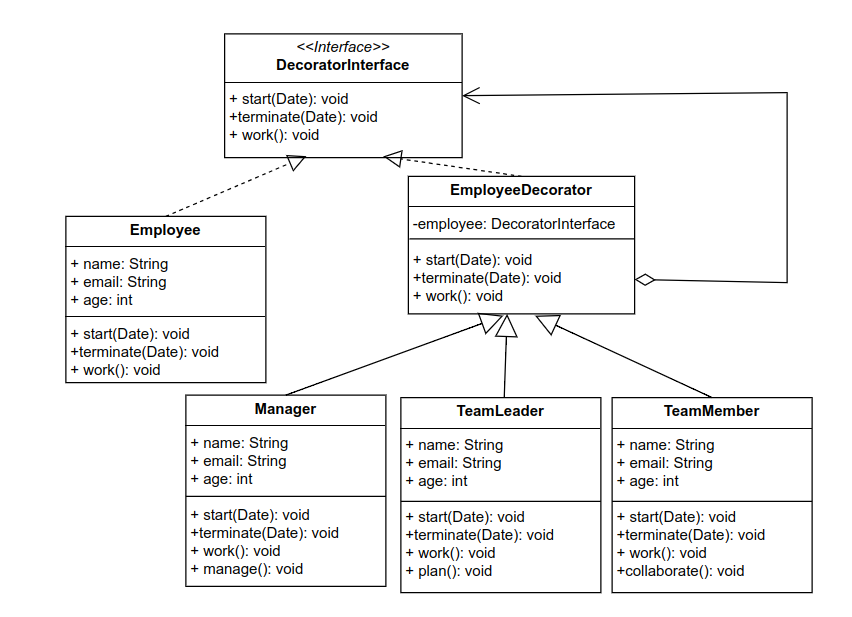 <<Interface>>
DecoratorInterface
+ start(Date): void
+terminate(Date): void
+ work(): void
EmployeeDecorator
-employee: DecoratorInterface
+ start(Date): void
+terminate(Date): void
+ work(): void
Employee
+ name: String
+ email: String
+ age: int
+ start(Date): void
+terminate(Date): void
+ work(): void
Manager
+ name: String
+ email: String
+ age: int
+ start(Date): void
+terminate(Date): void
+ work(): void
+ manage(): void
TeamLeader
+ name: String
+ email: String
+ age: int
+ start(Date): void
+terminate(Date): void
+ work(): void
+ plan(): void
TeamMember
+ name: String
+ email: String
+ age: int
+ start(Date): void
+terminate(Date): void
+ work(): void
+collaborate(): void